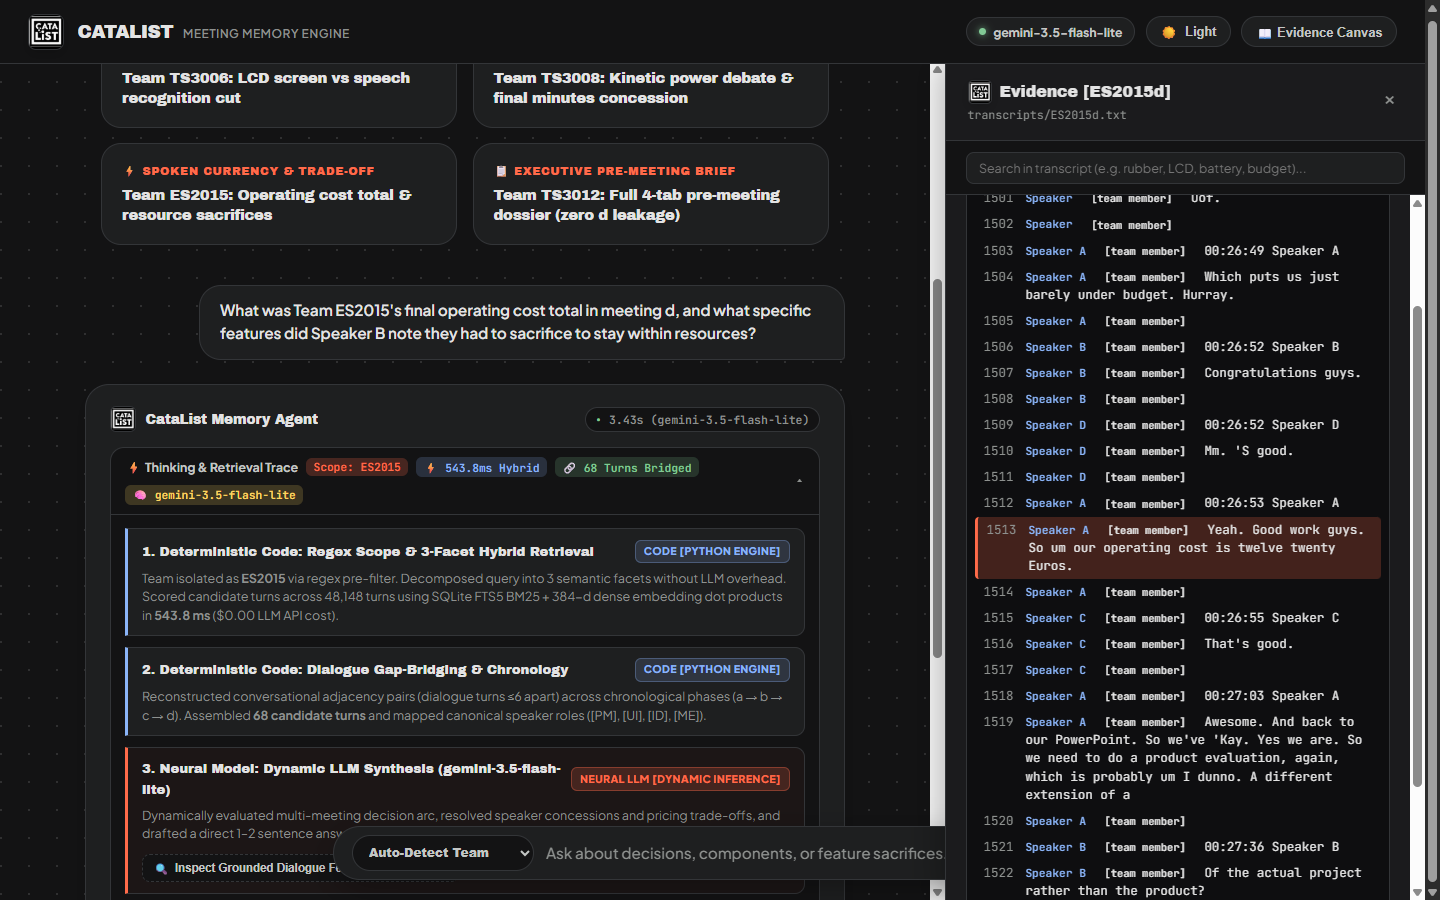 CATA
LIST
CATALIST MEETING MEMORY ENGINE
gemini-3.5-flash-lite
Light
Evidence Canvas
Team TS3006: LCD screen vs speech
recognition cut
Team TS3008: Kinetic power debate &
final minutes concession
SPOKEN CURRENCY & TRADE-OFF
Team ES2015: Operating cost total &
resource sacrifices
EXECUTIVE PRE-MEETING BRIEF
Team TS3012: Full 4-tab pre-meeting
dossier (zero d leakage)
What was Team ES2015's final operating cost total in meeting d, and what specific
features did Speaker B note they had to sacrifice to stay within resources?
CATA
LIST
CataList Memory Agent
• 3.43s (gemini-3.5-flash-lite)
Thinking & Retrieval Trace
Scope: ES2015
543.8ms Hybrid
68 Turns Bridged
gemini-3.5-flash-lite
1. Deterministic Code: Regex Scope & 3-Facet Hybrid Retrieval
CODE [PYTHON ENGINE]
Team isolated as ES2015 via regex pre-filter. Decomposed query into 3 semantic facets without LLM overhead.
Scored candidate turns across 48,148 turns using SQLite FTS5 BM25 + 384-d dense embedding dot products
in 543.8 ms ($0.00 LLM API cost).
2. Deterministic Code: Dialogue Gap-Bridging & Chronology
CODE [PYTHON ENGINE]
Reconstructed conversational adjacency pairs (dialogue turns ≤6 apart) across chronological phases (a → b →
c → d). Assembled 68 candidate turns and mapped canonical speaker roles ([PM], [UI], [ID], [ME]).
3. Neural Model: Dynamic LLM Synthesis (gemini-3.5-flash-
lite)
NEURAL LLM [DYNAMIC INFERENCE]
Dynamically evaluated multi-meeting decision arc, resolved speaker concessions and pricing trade-offs, and
drafted a direct 1-2 sentence answ
Inspect Grounded Dialogue Fu
Auto-Detect Team
Ask about decisions, components, or feature sacrifices.
CATA
LIST
Evidence [ES2015d]
transcripts/ES2015d.txt
×
Search in transcript (e.g. rubber, LCD, battery, budget)...
1501 Speaker [team member] Oof.
1502 Speaker [team member]
1503 Speaker A [team member] 00:26:49 Speaker A
1504 Speaker A [team member] Which puts us just
barely under budget. Hurray.
1505 Speaker A [team member]
1506 Speaker B [team member] 00:26:52 Speaker B
1507 Speaker B [team member] Congratulations guys.
1508 Speaker B [team member]
1509 Speaker D [team member] 00:26:52 Speaker D
1510 Speaker D [team member] Mm. 'S good.
1511 Speaker D [team member]
1512 Speaker A [team member] 00:26:53 Speaker A
1513 Speaker A [team member] Yeah. Good work guys.
So um our operating cost is twelve twenty
Euros.
1514 Speaker A [team member]
1515 Speaker C [team member] 00:26:55 Speaker C
1516 Speaker C [team member] That's good.
1517 Speaker C [team member]
1518 Speaker A [team member] 00:27:03 Speaker A
1519 Speaker A [team member] Awesome. And back to
our PowerPoint. So we've 'Kay. Yes we are. So
we need to do a product evaluation, again,
which is probably um I dunno. A different
extension of a
1520 Speaker A [team member]
1521 Speaker B [team member] 00:27:36 Speaker B
1522 Speaker B [team member] Of the actual project
rather than the product?